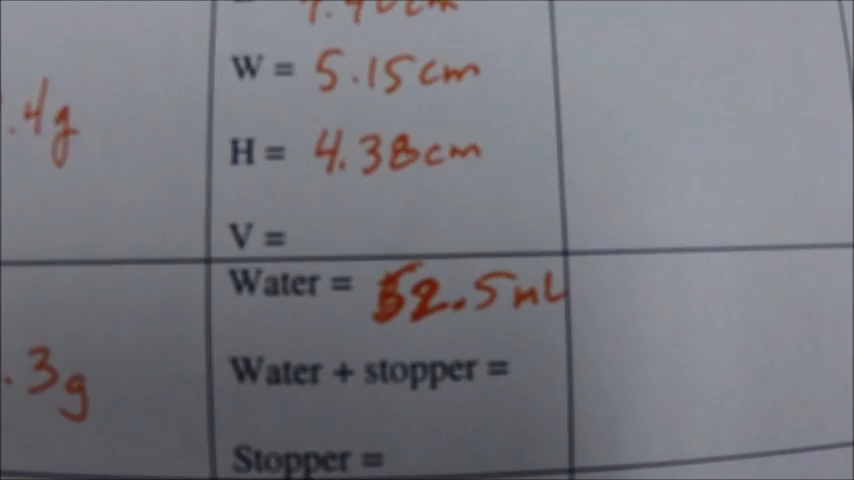 W = 5.15cm
.4g
H = 4.38cm
V =
Water = 52.5mL
.3g
Water + stopper =
Stopper =